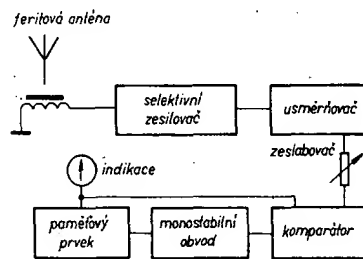 feritová anténa
selektivní
zesilovač
usměrňovač
zeslabovač
indikace
paměťový
prvek
monostabilní
obvod
komparátor